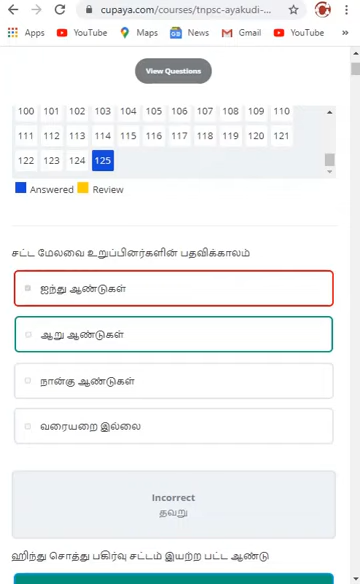 cupaya.com/courses/tnpsc-ayakudi-...
Apps YouTube Maps News Gmail YouTube »
View Questions
100 101 102 103 104 105 106 107 108 109 110
111 112 113 114 115 116 117 118 119 120 121
122 123 124 125
Answered Review
சட்ட மேலவை உறுப்பினர்களின் பதவிக்காலம்
ஐந்து ஆண்டுகள்
ஆறு ஆண்டுகள்
நான்கு ஆண்டுகள்
வரையறை இல்லை
Incorrect
தவறு
ஹிந்து சொத்து பகிர்வு சட்டம் இயற்ற பட்ட ஆண்டு